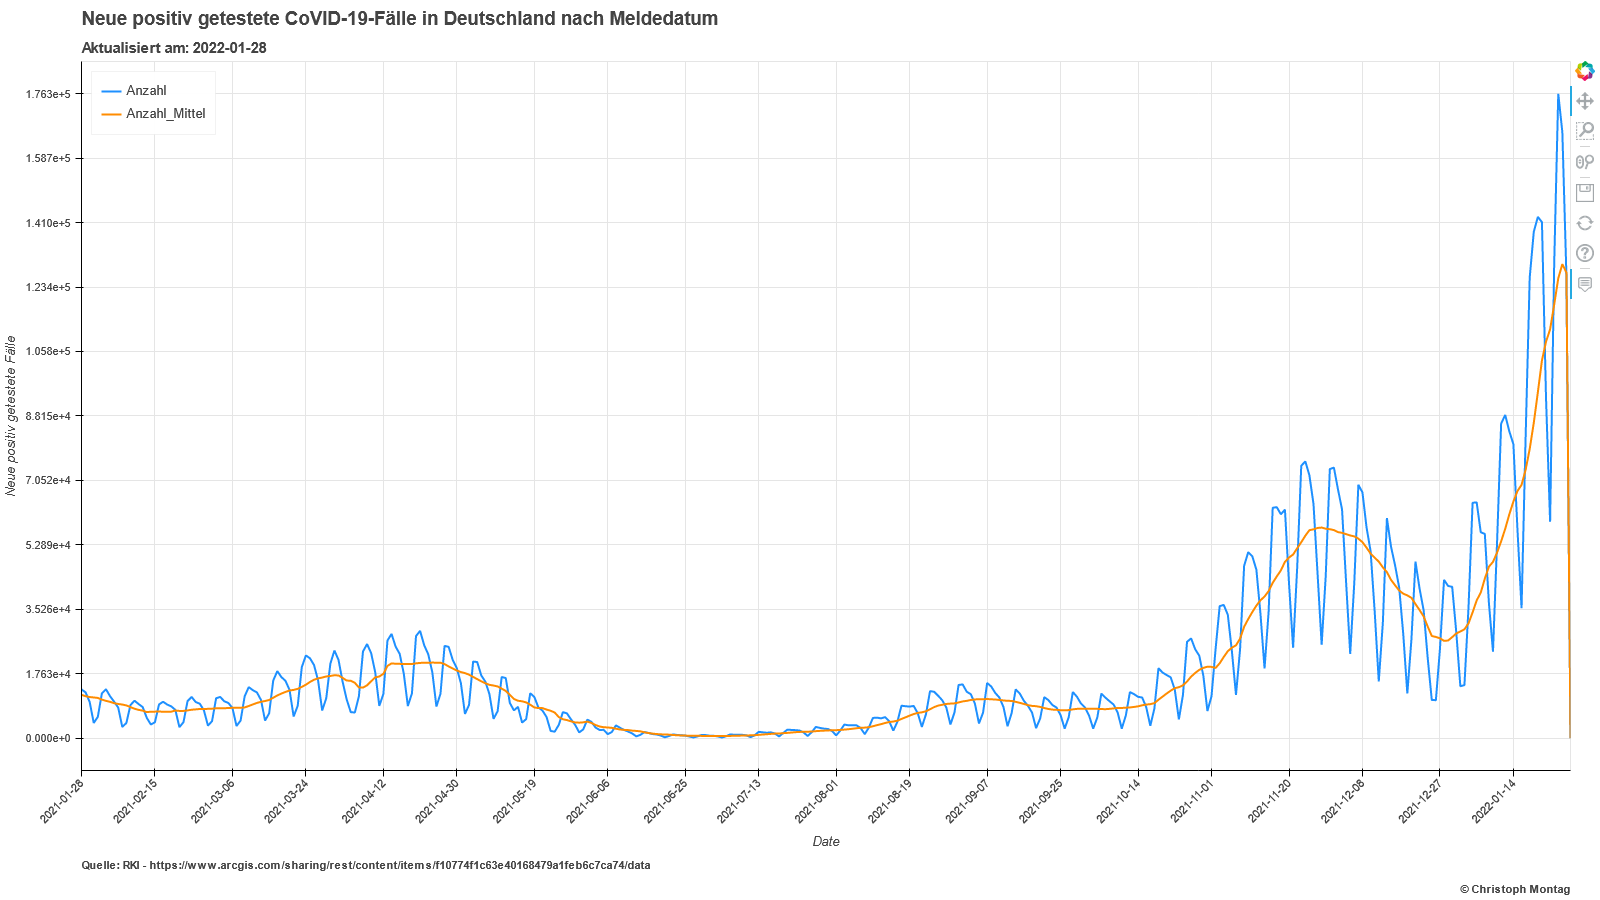 Neue positiv getestete CoVID-19-Fälle in Deutschland nach Meldedatum
Aktualisiert am: 2022-01-28
Anzahl
Anzahl_Mittel
1.763e+5
1.587e+5
1.410e+5
1.234e+5
1.058e+5
8.815e+4
7.052e+4
5.289e+4
3.526e+4
1.763e+4
0.000e+0
Neue positiv getestete Fälle
2021-01-28
2021-02-15
2021-03-06
2021-03-24
2021-04-12
2021-04-30
2021-05-19
2021-06-06
2021-06-25
2021-07-13
2021-08-01
2021-08-19
2021-09-07
2021-09-25
2021-10-14
2021-11-01
2021-11-20
2021-12-08
2021-12-27
2022-01-14
Date
Quelle: RKI - https://www.arcgis.com/sharing/rest/content/items/f10774f1c63e40168479a1feb6c7ca74/data
© Christoph Montag